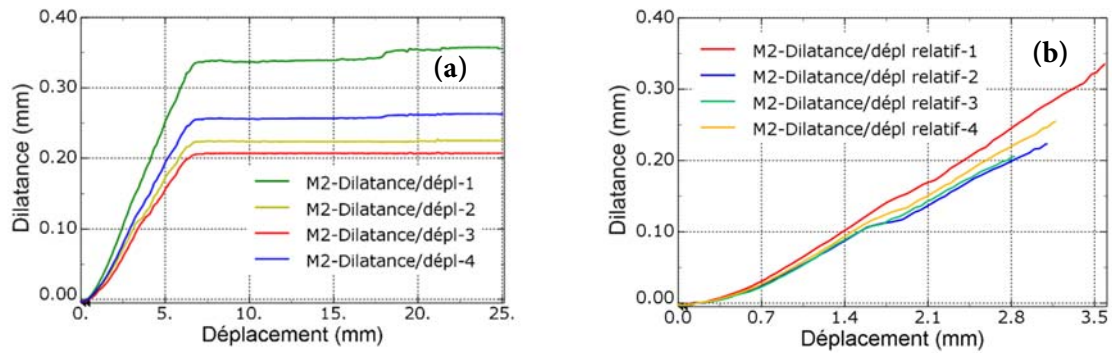 0.40
0.30
0.20
0.10
0.00
Dilatance (mm)
(a)
M2-Dilatance/dépl-1
M2-Dilatance/dépl-2
M2-Dilatance/dépl-3
M2-Dilatance/dépl-4
0. 5. 10. 15. 20. 25.
Déplacement (mm)
0.40
0.30
0.20
0.10
0.00
Dilatance (mm)
(b)
M2-Dilatance/dépl relatif-1
M2-Dilatance/dépl relatif-2
M2-Dilatance/dépl relatif-3
M2-Dilatance/dépl relatif-4
0.0 0.7 1.4 2.1 2.8 3.5
Déplacement (mm)